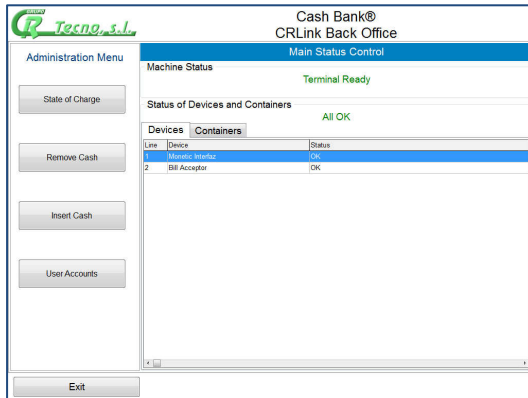 GRUPO
CR Tecno, s.l.
Cash Bank®
CRLink Back Office
Administration Menu
Main Status Control
Machine Status
Terminal Ready
State of Charge
Status of Devices and Containers
All OK
Devices Containers
Line Device Status
1 Monetic Interfaz OK
2 Bill Acceptor OK
Remove Cash
Insert Cash
User Accounts
Exit